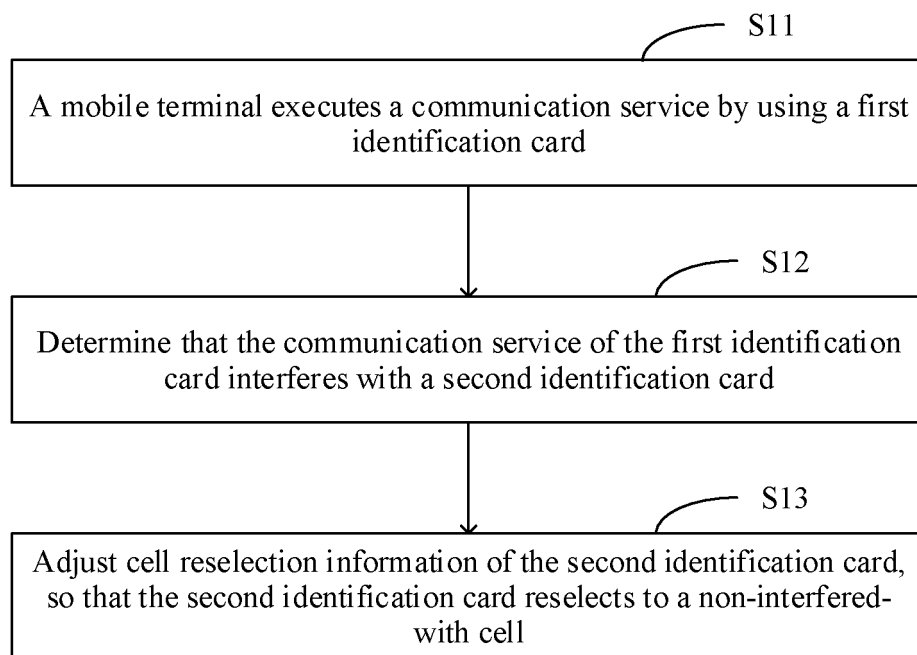 S11
A mobile terminal executes a communication service by using a first
identification card
S12
Determine that the communication service of the first identification
card interferes with a second identification card
S13
Adjust cell reselection information of the second identification card,
so that the second identification card reselects to a non-interfered-
with cell